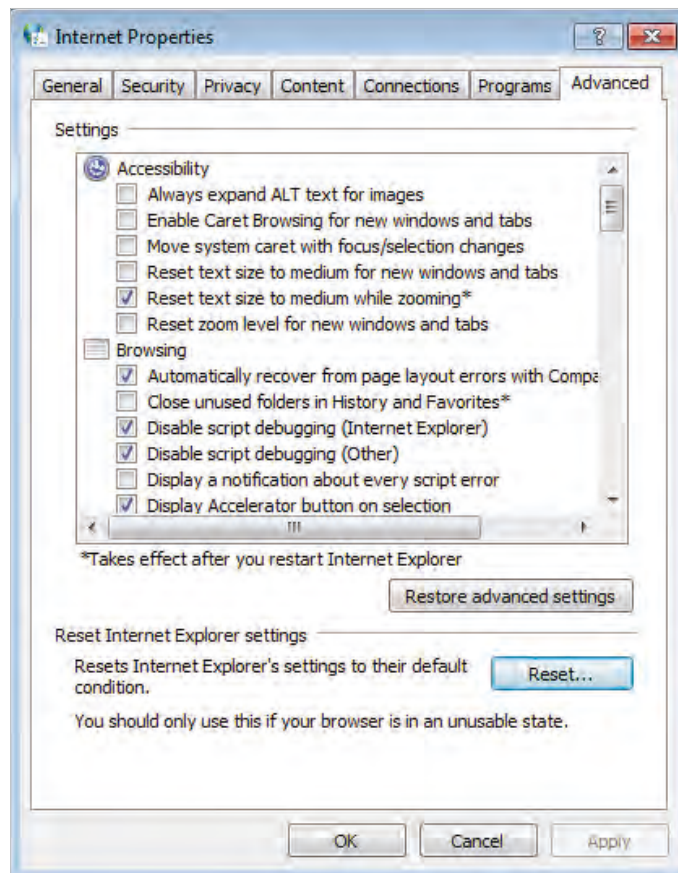 Internet Properties
General Security Privacy Content Connections Programs Advanced
Settings
Accessibility
Always expand ALT text for images
Enable Caret Browsing for new windows and tabs
Move system caret with focus/selection changes
Reset text size to medium for new windows and tabs
Reset text size to medium while zooming*
Reset zoom level for new windows and tabs
Browsing
Automatically recover from page layout errors with Compa
Close unused folders in History and Favorites*
Disable script debugging (Internet Explorer)
Disable script debugging (Other)
Display a notification about every script error
Display Accelerator button on selection
*Takes effect after you restart Internet Explorer
Restore advanced settings
Reset Internet Explorer settings
Resets Internet Explorer's settings to their default
condition.
Reset...
You should only use this if your browser is in an unusable state.
OK Cancel Apply